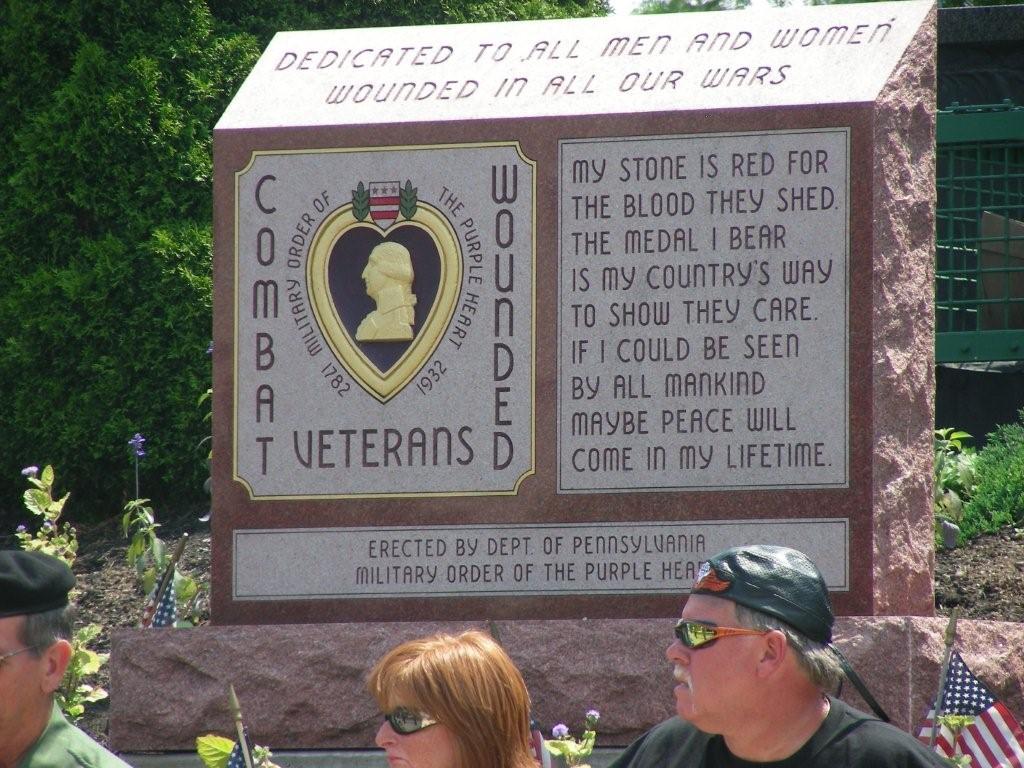 DEDICATED TO ALL MEN AND WOMEN
WOUNDED IN ALL OUR WARS
COMBAT
WOUNDED
VETERANS
MILITARY ORDER OF
THE PURPLE HEART
1782
1932
MY STONE IS RED FOR
THE BLOOD THEY SHED.
THE MEDAL I BEAR
IS MY COUNTRY'S WAY
TO SHOW THEY CARE.
IF I COULD BE SEEN
BY ALL MANKIND
MAYBE PEACE WILL
COME IN MY LIFETIME.
ERECTED BY DEPT. OF PENNSYLVANIA
MILITARY ORDER OF THE PURPLE HEA